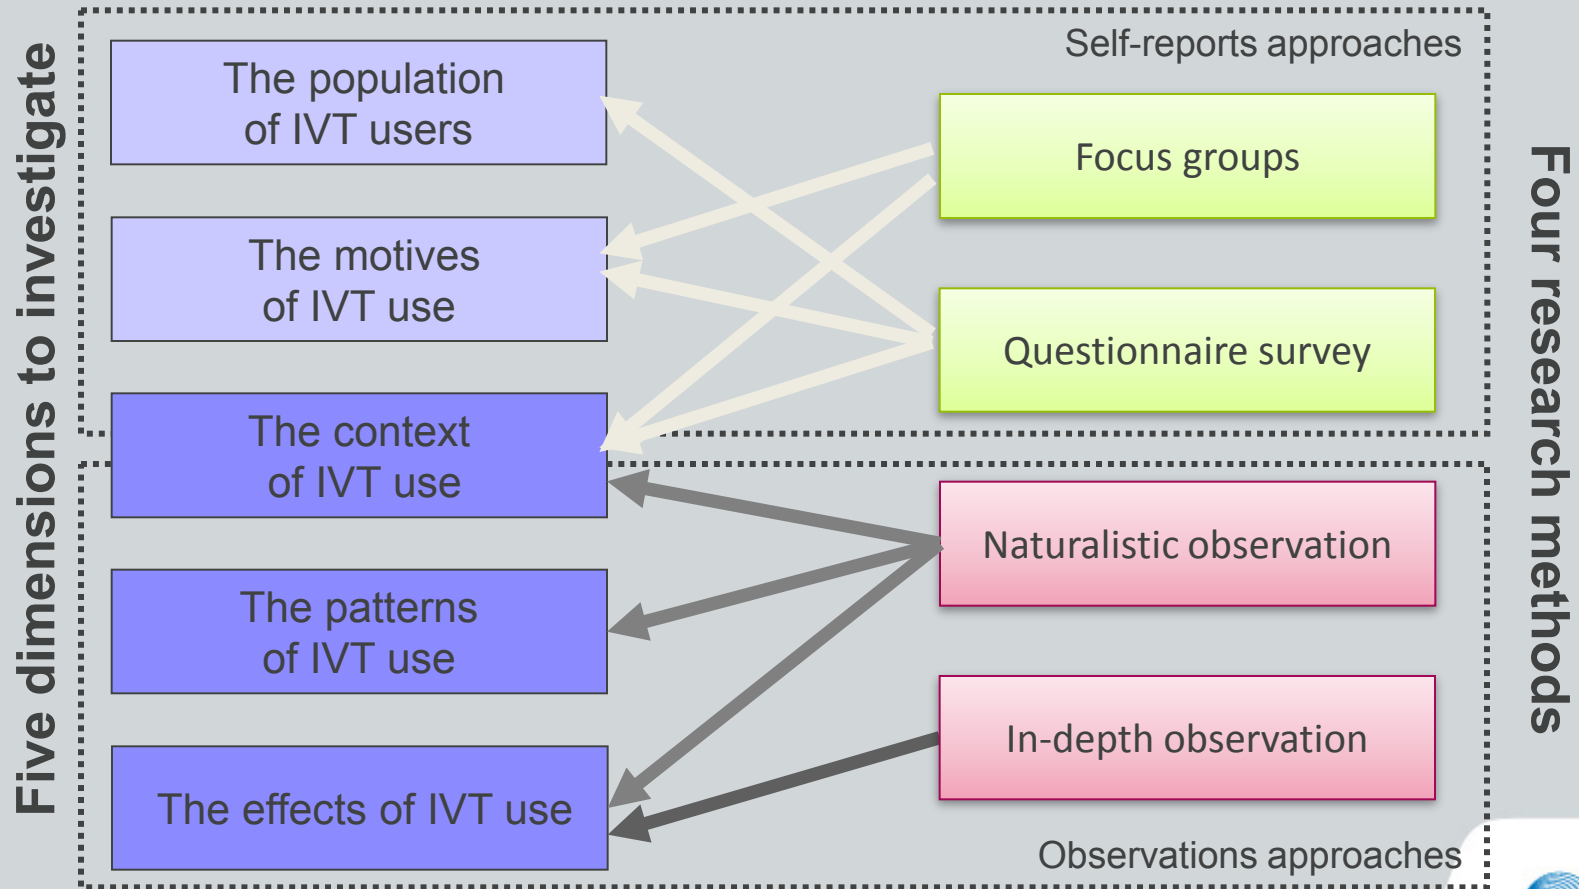 Five dimensions to investigate
The population
of IVT users
The motives
of IVT use
The context
of IVT use
The patterns
of IVT use
The effects of IVT use
Self-reports approaches
Focus groups
Questionnaire survey
Naturalistic observation
In-depth observation
Observations approaches
Four research methods